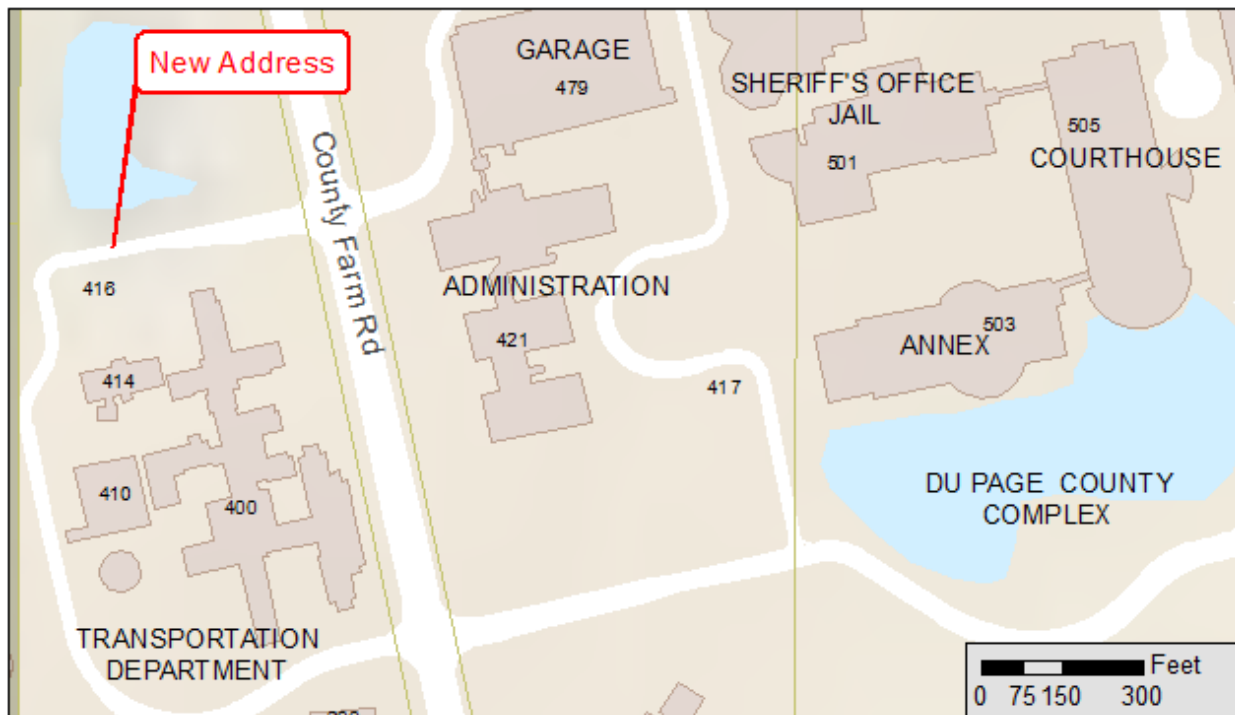 New Address
GARAGE
479
SHERIFF'S OFFICE
JAIL
501
505
COURTHOUSE
County Farm Rd
416
ADMINISTRATION
421
414
417
ANNEX
503
410
400
DU PAGE COUNTY
COMPLEX
TRANSPORTATION
DEPARTMENT
Feet
0 75 150 300